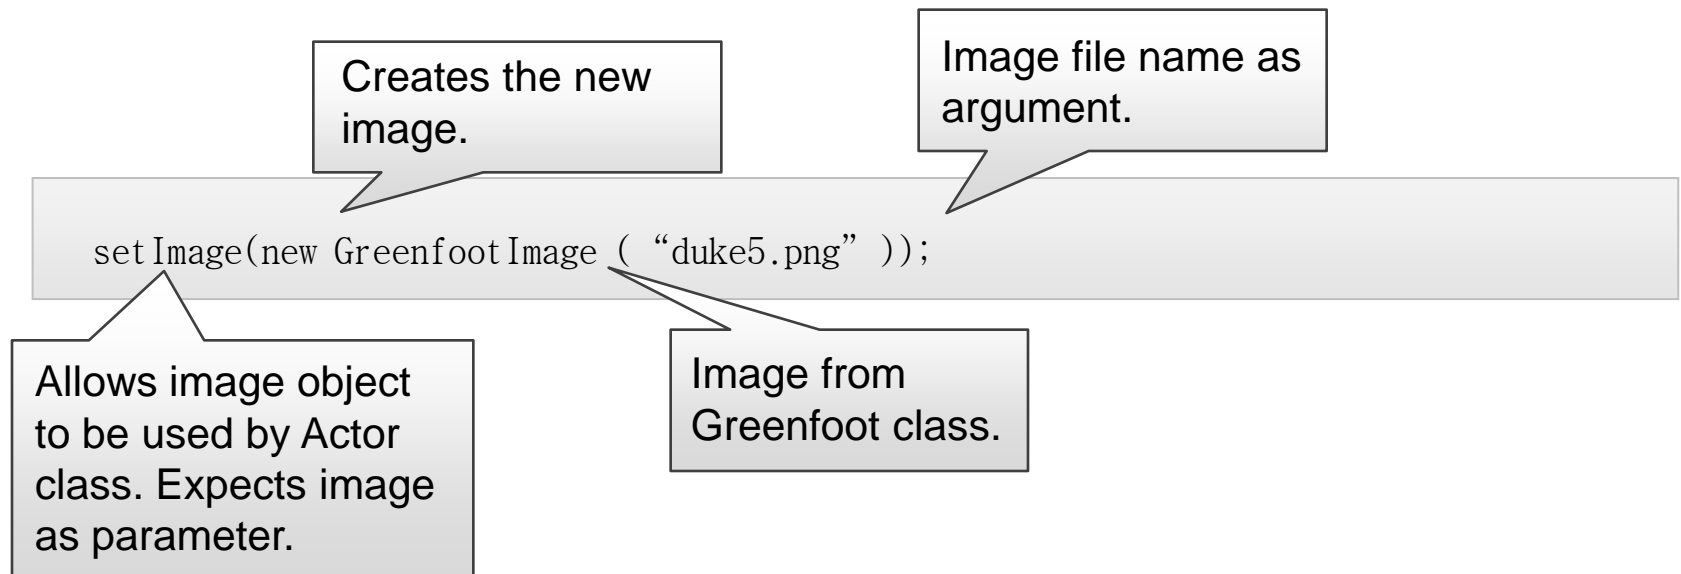 Creates the new
image.
Image file name as
argument.
setImage(new GreenfootImage ( “duke5.png” ));
Allows image object
to be used by Actor
class. Expects image
as parameter.
Image from
Greenfoot class.